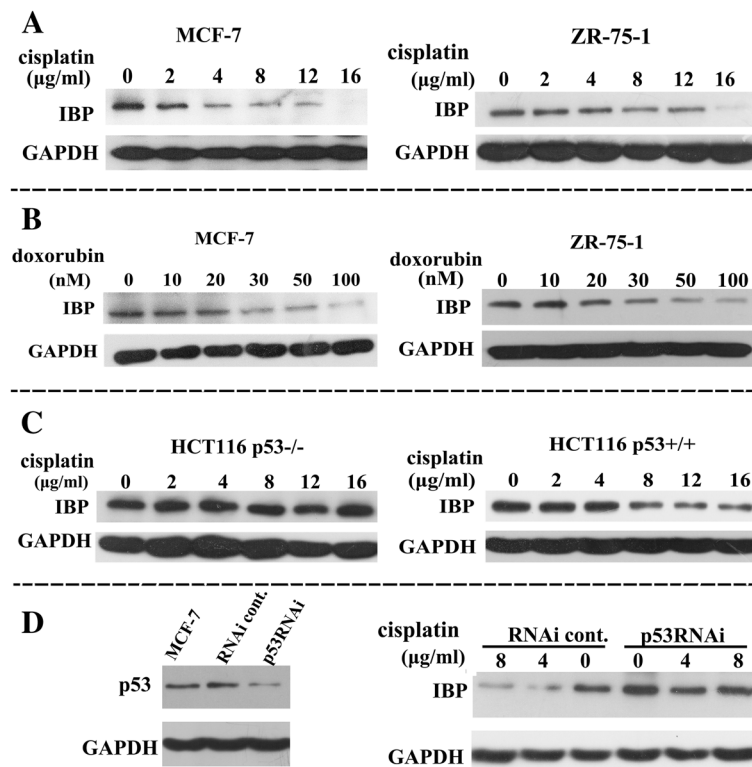 A
MCF-7
cisplatin
(μg/ml)
0 2 4 8 12 16
IBP
GAPDH
ZR-75-1
cisplatin
(μg/ml)
0 2 4 8 12 16
IBP
GAPDH
B
MCF-7
doxorubin
(nM)
0 10 20 30 50 100
IBP
GAPDH
ZR-75-1
doxorubin
(nM)
0 10 20 30 50 100
IBP
GAPDH
C
HCT116 p53-/-
cisplatin
(μg/ml)
0 2 4 8 12 16
IBP
GAPDH
HCT116 p53+/+
cisplatin
(μg/ml)
0 2 4 8 12 16
IBP
GAPDH
D
MCF-7
RNAi cont.
p53RNAi
p53
GAPDH
cisplatin
(μg/ml)
RNAi cont. p53RNAi
8 4 0 0 4 8
IBP
GAPDH